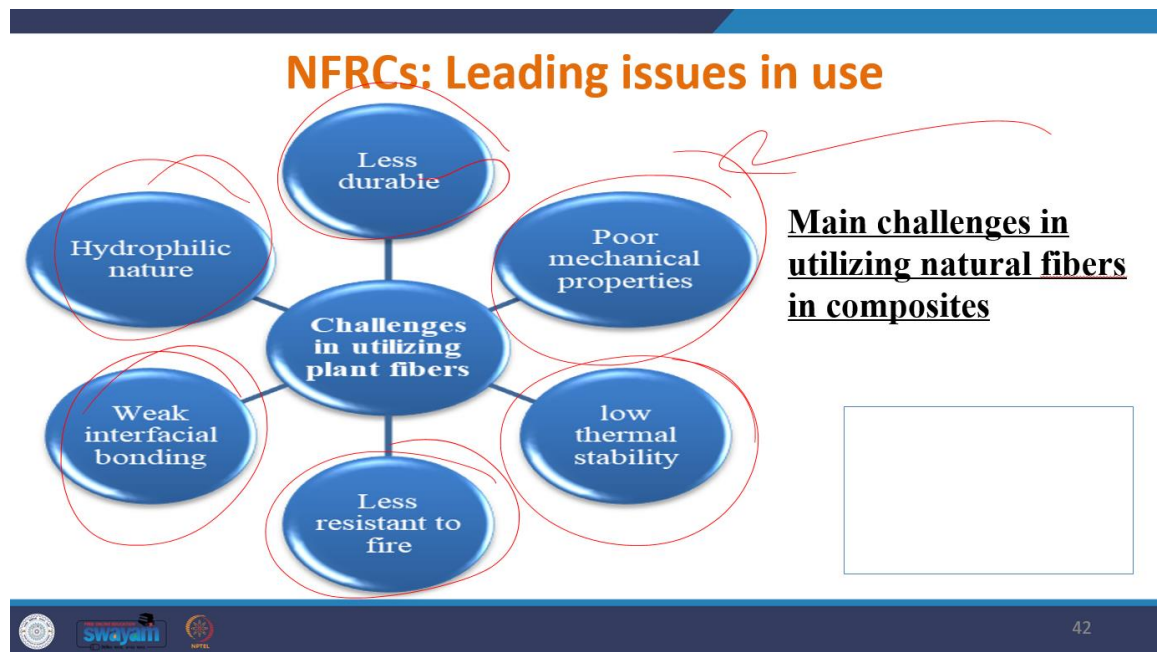 NFRCs: Leading issues in use
Less
durable
Hydrophilic
nature
Poor
mechanical
properties
Main challenges in
utilizing natural fibers
in composites
Challenges
in utilizing
plant fibers
Weak
interfacial
bonding
low
thermal
stability
Less
resistant to
fire
swayam
NPTEL
42